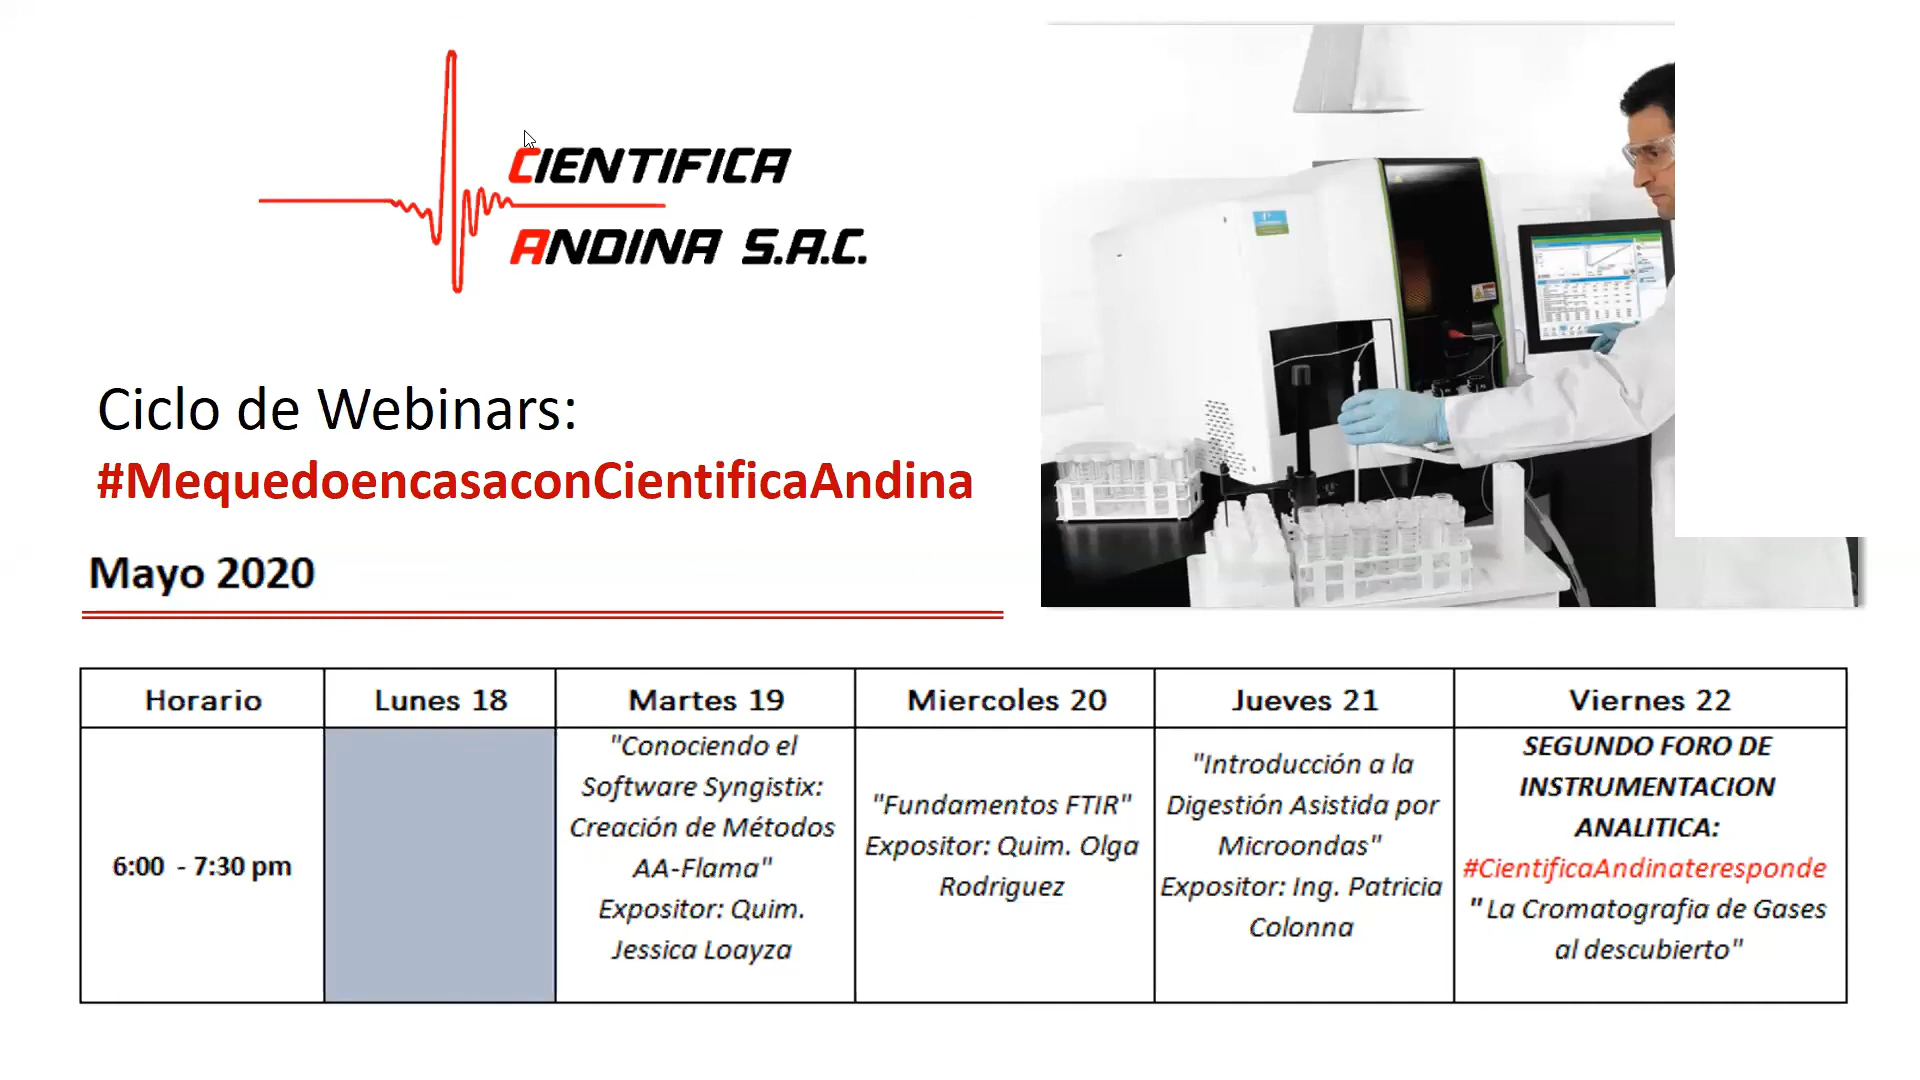 CIENTIFICA
ANDINA S.A.C.
Ciclo de Webinars:
#MequedoencasaconCientificaAndina
Mayo 2020
Horario
Lunes 18
Martes 19
Miercoles 20
Jueves 21
Viernes 22
6:00 - 7:30 pm
"Conociendo el
Software Syngistix:
Creación de Métodos
AA-Flama"
Expositor: Quim.
Jessica Loayza
"Fundamentos FTIR"
Expositor: Quim. Olga
Rodriguez
"Introducción a la
Digestión Asistida por
Microondas"
Expositor: Ing. Patricia
Colonna
SEGUNDO FORO DE
INSTRUMENTACION
ANALITICA:
#CientificaAndinateresponde
" La Cromatografia de Gases
al descubierto"